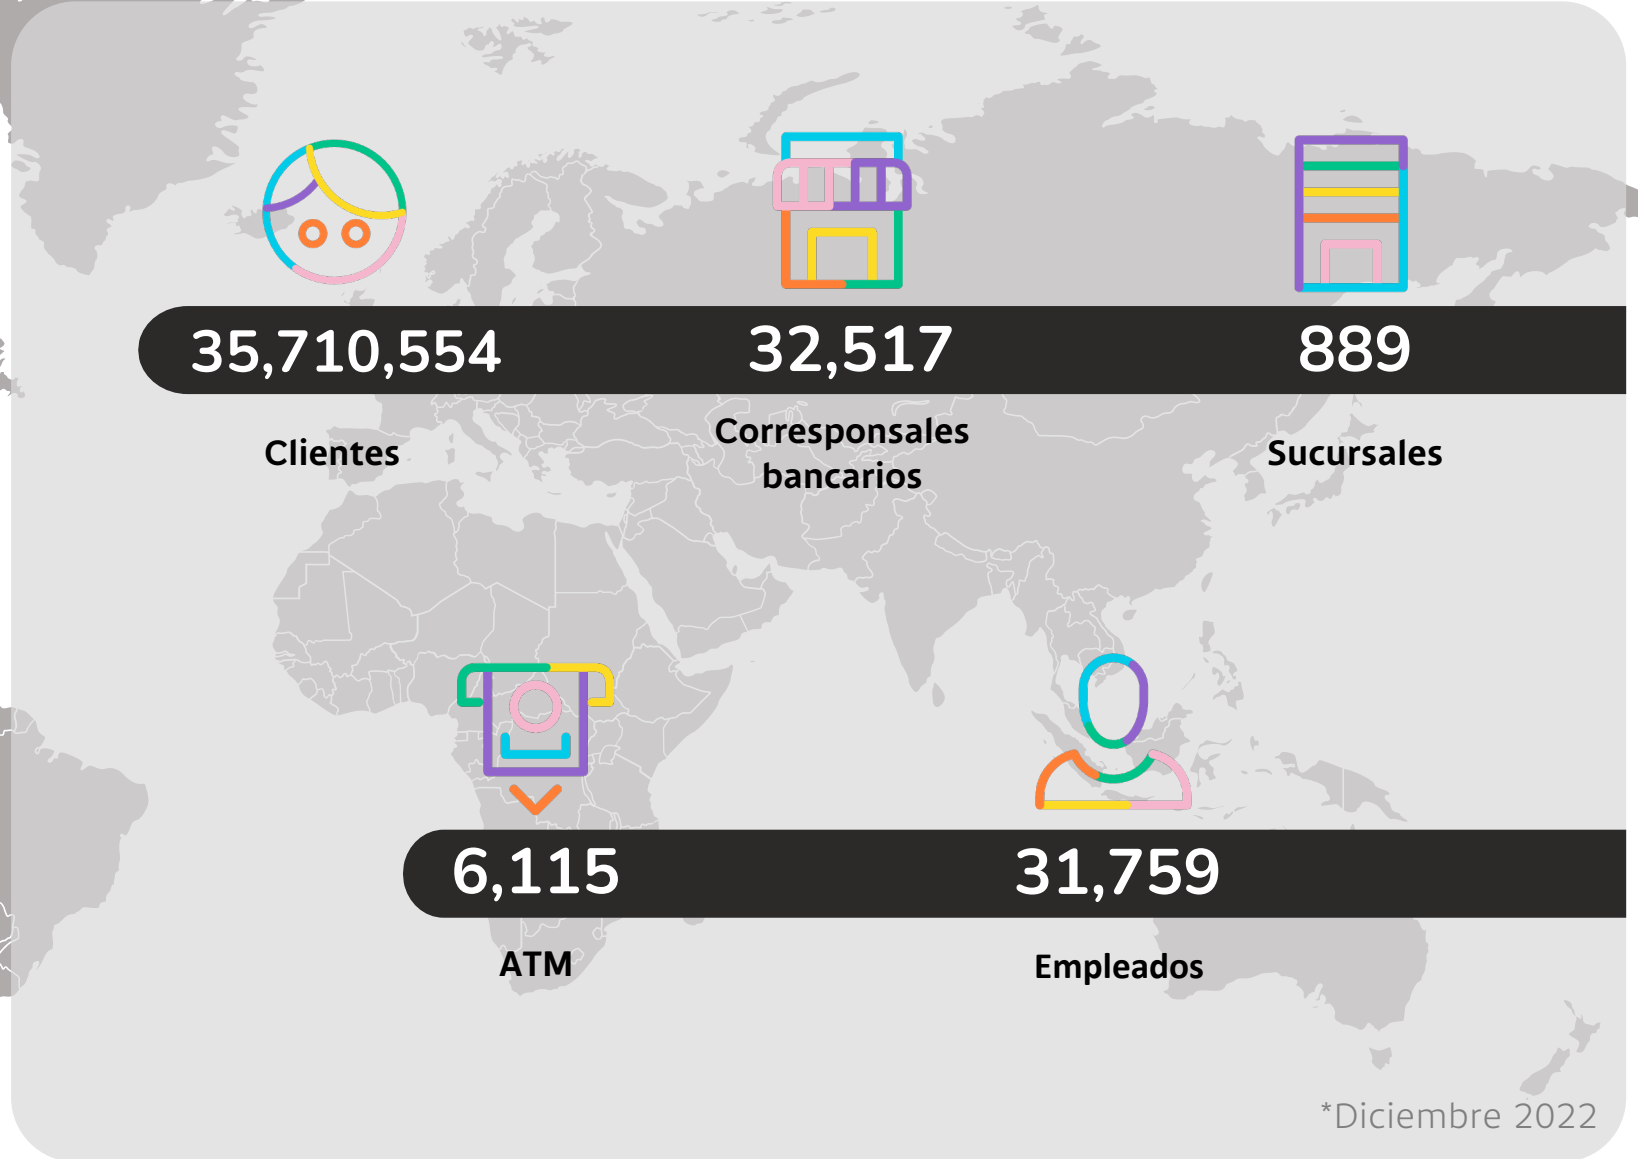 35,710,554
32,517
889
Clientes
Corresponsales
bancarios
Sucursales
6,115
31,759
ATM
Empleados
*Diciembre 2022